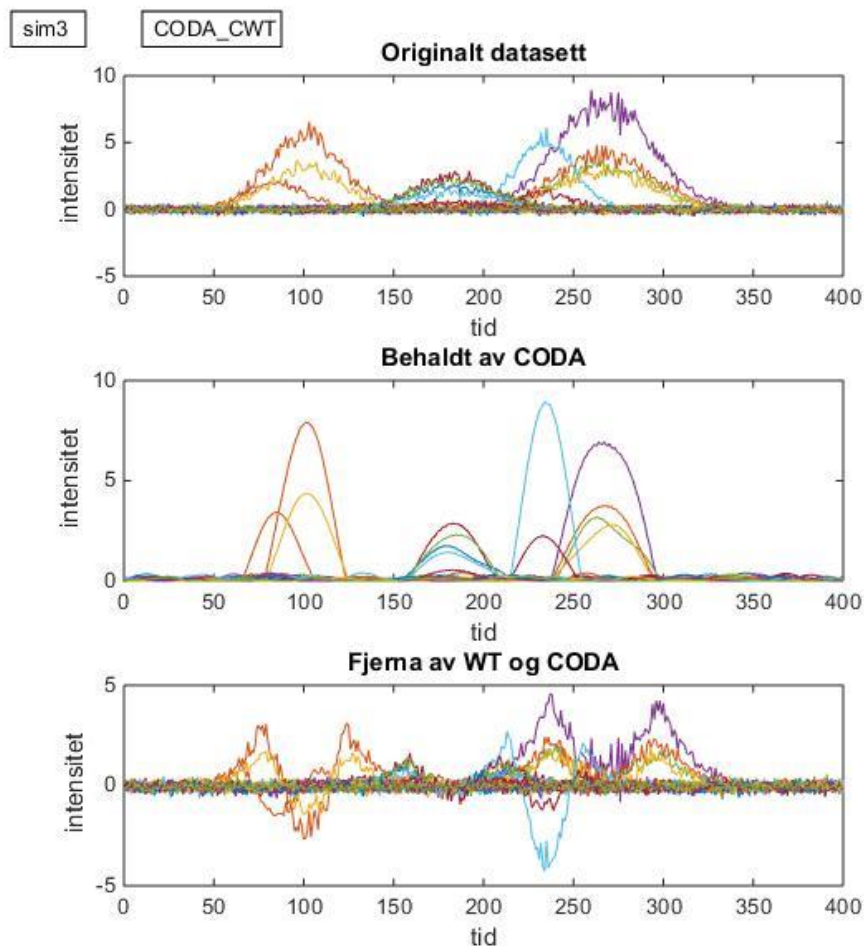 sim3
CODA_CWT
Originalt datasett
10
5
0
-5
intensitet
0 50 100 150 200 250 300 350 400
tid
Behaldt av CODA
10
5
0
intensitet
0 50 100 150 200 250 300 350 400
tid
Fjerna av WT og CODA
5
0
-5
intensitet
0 50 100 150 200 250 300 350 400
tid